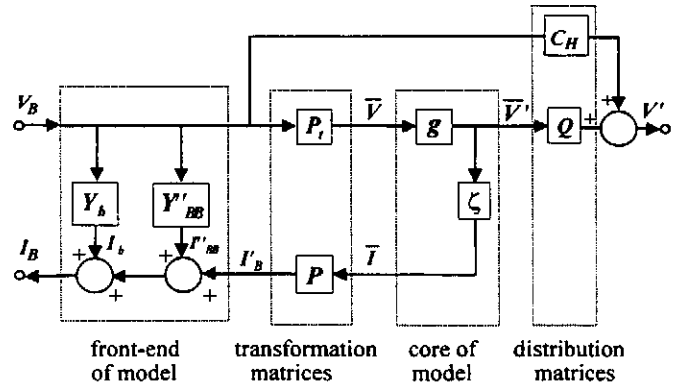 C_H
V_B
P_t
V̅
g
V̅'
Q
+
+
V'
Y_b
Y''_BB
ζ
I_B
+
I_b
+
+
I''_BB
+
I'_B
P
I̅
front-end
of model
transformation
matrices
core of
model
distribution
matrices